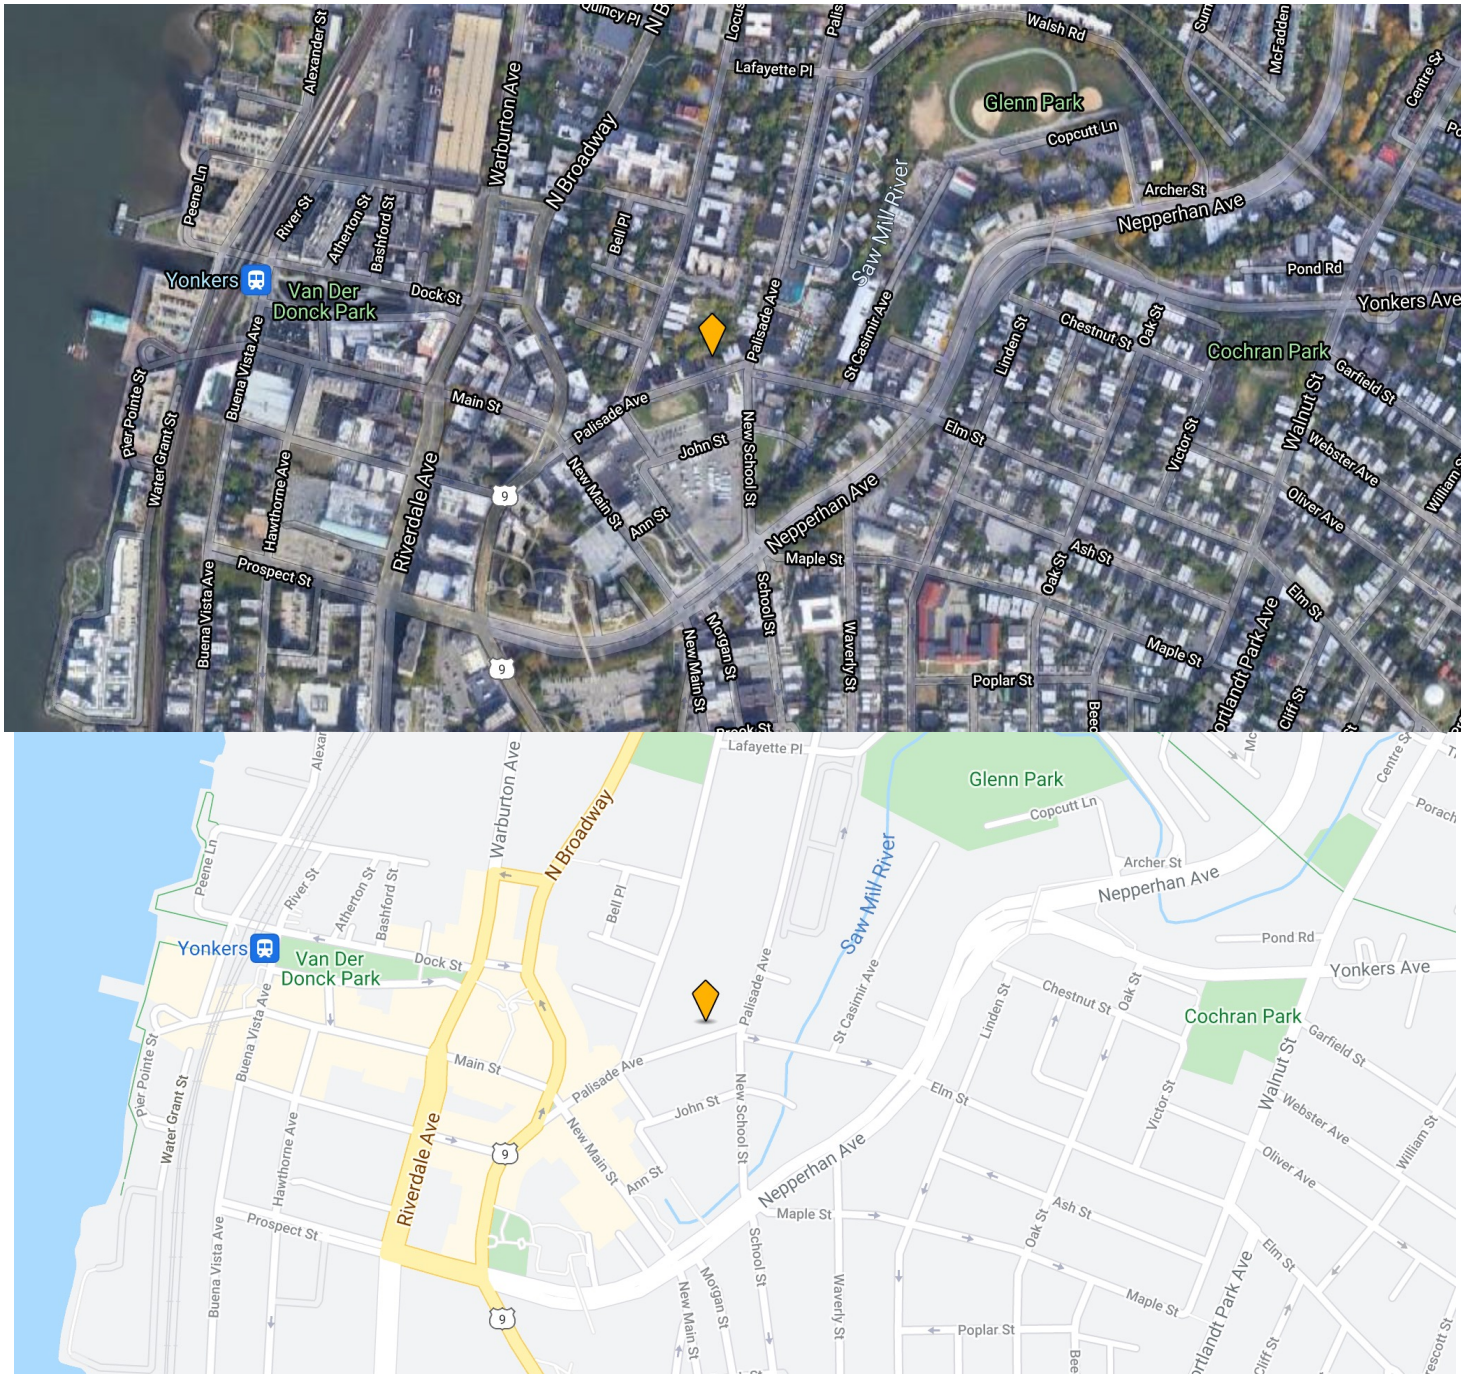 Quincy Pl
N B
Locus
Palis
Walsh Rd
Sum
McFadden
Alexander St
Lafayette Pl
Centre St
Warburton Ave
Glenn Park
Copcutt Ln
Po
N Broadway
Peene Ln
River St
Atherton St
Bashford St
Bell Pl
Saw Mill River
Archer St
Nepperhan Ave
Yonkers
Van Der
Donck Park
Dock St
Pond Rd
Yonkers Ave
Palisade Ave
St Casimir Ave
Linden St
Chestnut St
Oak St
Cochran Park
Garfield St
Buena Vista Ave
Pier Pointe St
Water Grant St
Main St
Palisade Ave
John St
New School St
Elm St
Victor St
Walnut St
Webster Ave
Oliver Ave
William S
Hawthorne Ave
Riverdale Ave
9
New Main St
Ann St
Nepperhan Ave
Maple St
Ash St
Oak St
Prospect St
Buena Vista Ave
9
School St
Morgan St
New Main St
Waverly St
Elm St
Maple St
Poplar St
Beec
ortlandt Park Ave
Cliff St
St
Brook St
Alexar
Warburton Ave
Lafayette Pl
Glenn Park
Mc
Centre S
T
Copcutt Ln
Porach
N Broadway
Peene Ln
River St
Atherton St
Bashford St
Bell Pl
Saw Mill River
Archer St
Nepperhan Ave
Yonkers
Van Der
Donck Park
Dock St
Pond Rd
Yonkers Ave
Palisade Ave
St Casimir Ave
Linden St
Chestnut St
Oak St
Cochran Park
Garfield St
Buena Vista Ave
Pier Pointe St
Water Grant St
Main St
Palisade Ave
John St
New School St
Elm St
Victor St
Walnut St
Webster Ave
Oliver Ave
William St
Hawthorne Ave
Riverdale Ave
9
New Main St
Ann St
Nepperhan Ave
Maple St
Ash St
Oak St
Prospect St
Buena Vista Ave
9
School St
Morgan St
New Main St
Waverly St
Elm St
Maple St
Poplar St
Bee
rtlandt Park Ave
Cliff St
rescott St